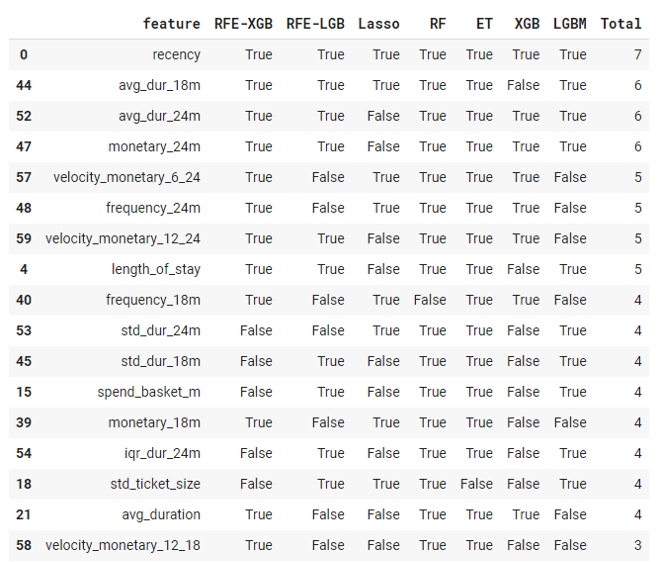 feature RFE-XGB RFE-LGB Lasso RF ET XGB LGBM Total
0 recency True True True True True True True 7
44 avg_dur_18m True True True True True False True 6
52 avg_dur_24m True True False True True True True 6
47 monetary_24m True True False True True True True 6
57 velocity_monetary_6_24 True False True True True True False 5
48 frequency_24m True False True True True True False 5
59 velocity_monetary_12_24 True True False True True True False 5
4 length_of_stay True True False True True False True 5
40 frequency_18m True False True False True True False 4
53 std_dur_24m False False True True True False True 4
45 std_dur_18m False True False True True False True 4
15 spend_basket_m False True False True True False True 4
39 monetary_18m True False True True True False False 4
54 iqr_dur_24m False True False True True False True 4
18 std_ticket_size False True True True False False True 4
21 avg_duration True False False True True True False 4
58 velocity_monetary_12_18 True False False True True False False 3